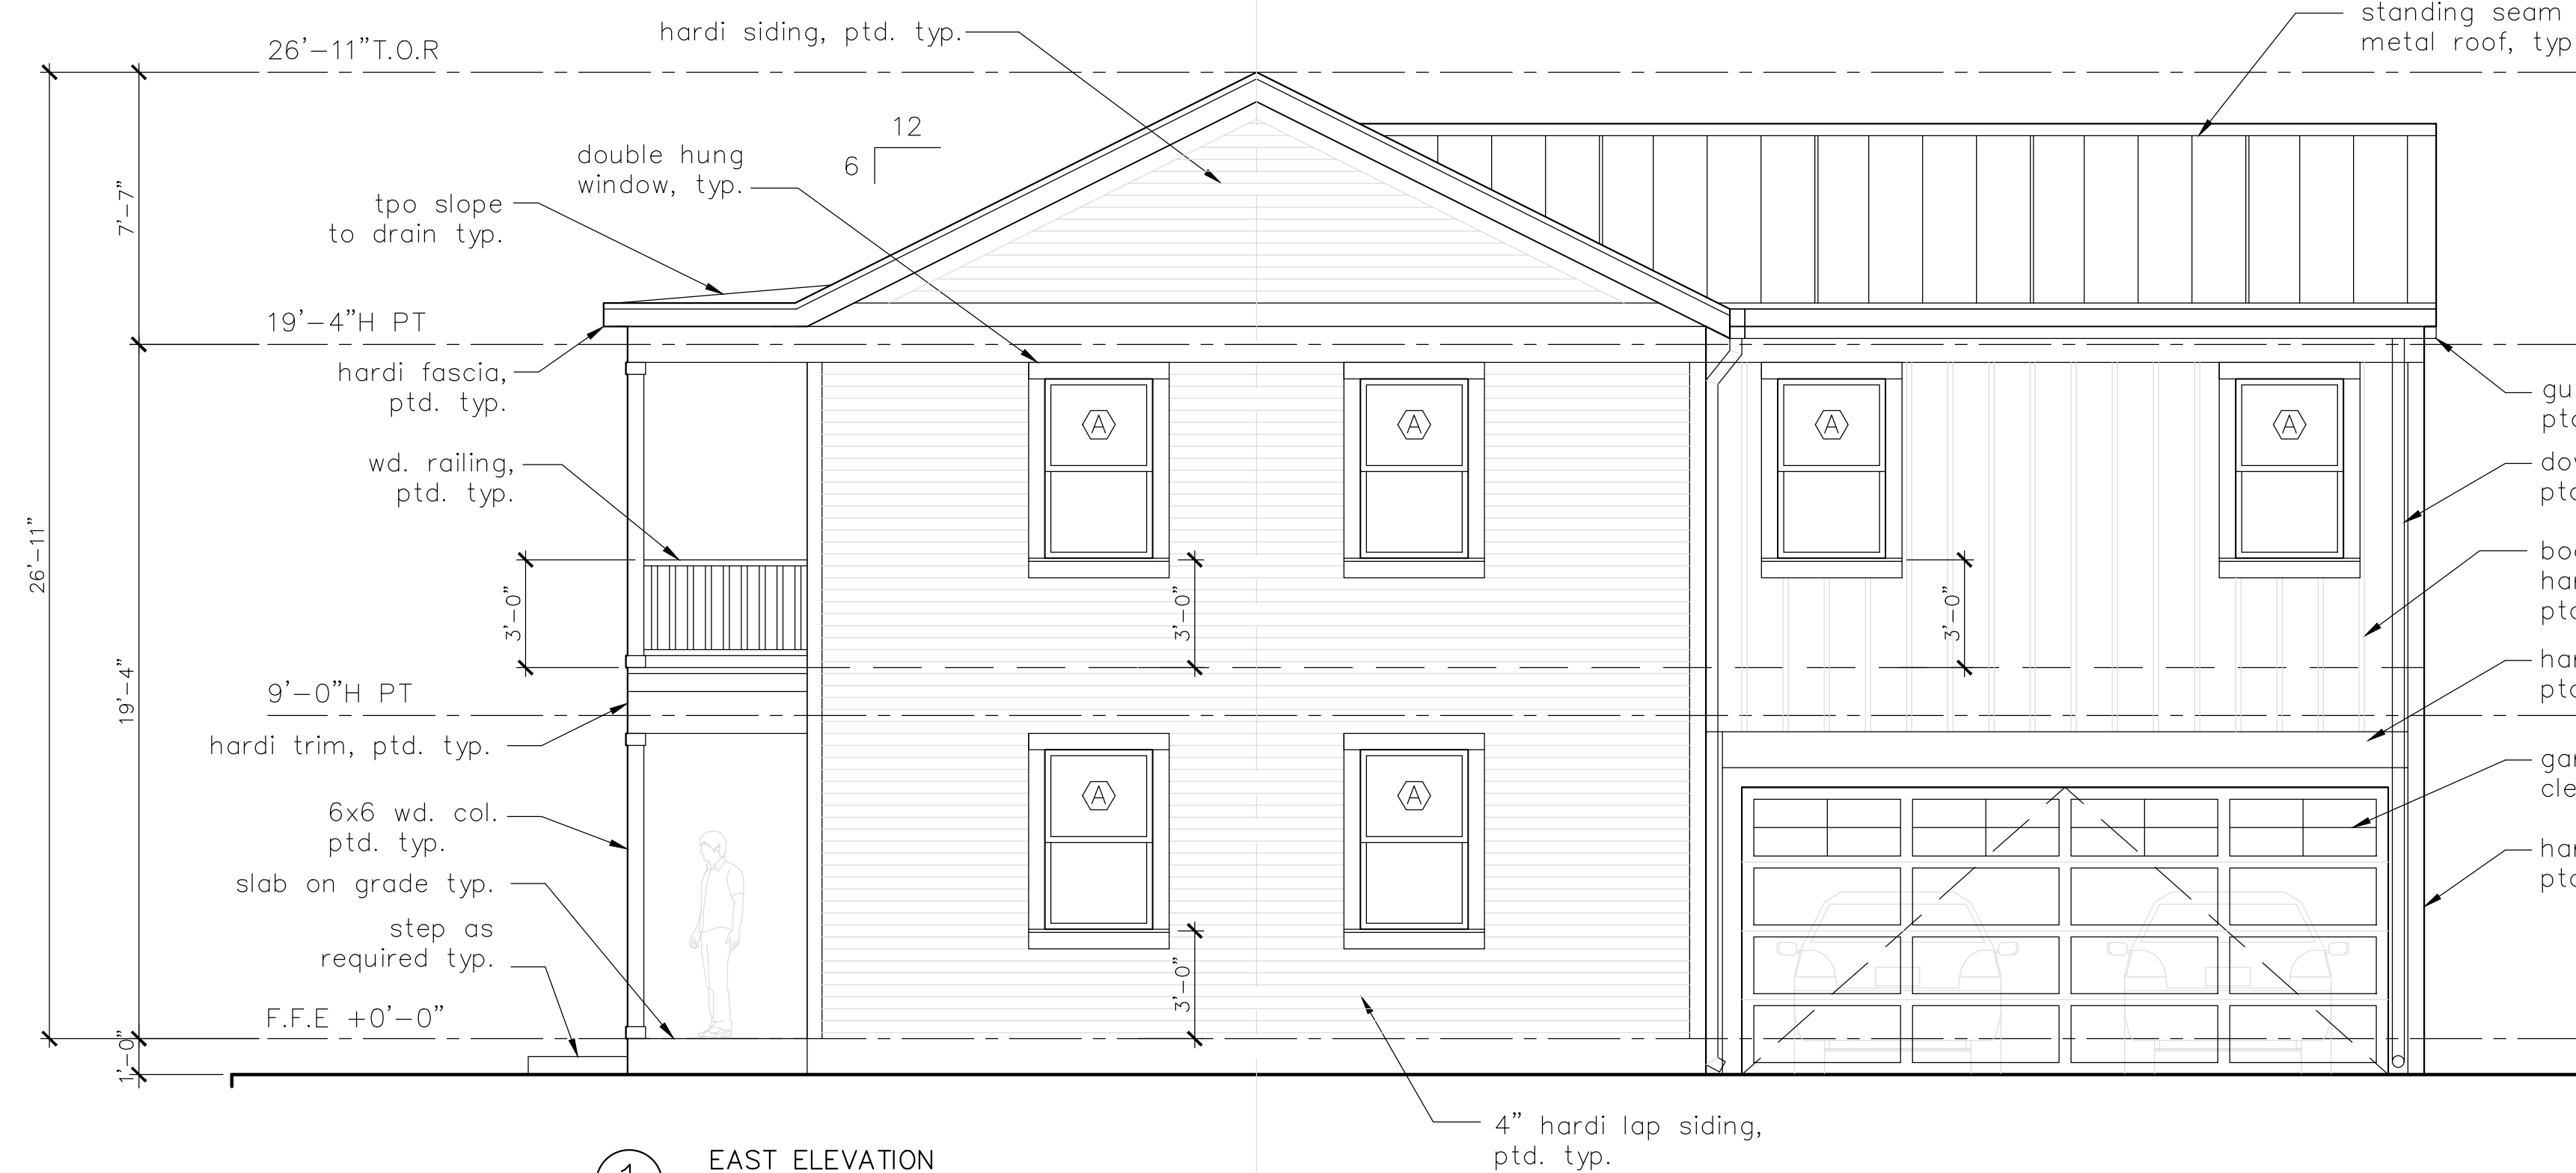 standing seam
metal roof, typ
hardi siding, ptd. typ.
26'-11"T.O.R
12
6
double hung
window, typ.
tpo slope
to drain typ.
7'-7"
19'-4"H PT
hardi fascia,
ptd. typ.
wd. railing,
ptd. typ.
A
A
A
A
26'-11"
3'-0"
3'-0"
3'-0"
19'-4"
9'-0"H PT
hardi trim, ptd. typ.
A
A
6x6 wd. col.
ptd. typ.
slab on grade typ.
step as
required typ.
3'-0"
F.F.E +0'-0"
1'-0"
4" hardi lap siding,
ptd. typ.
1
EAST ELEVATION